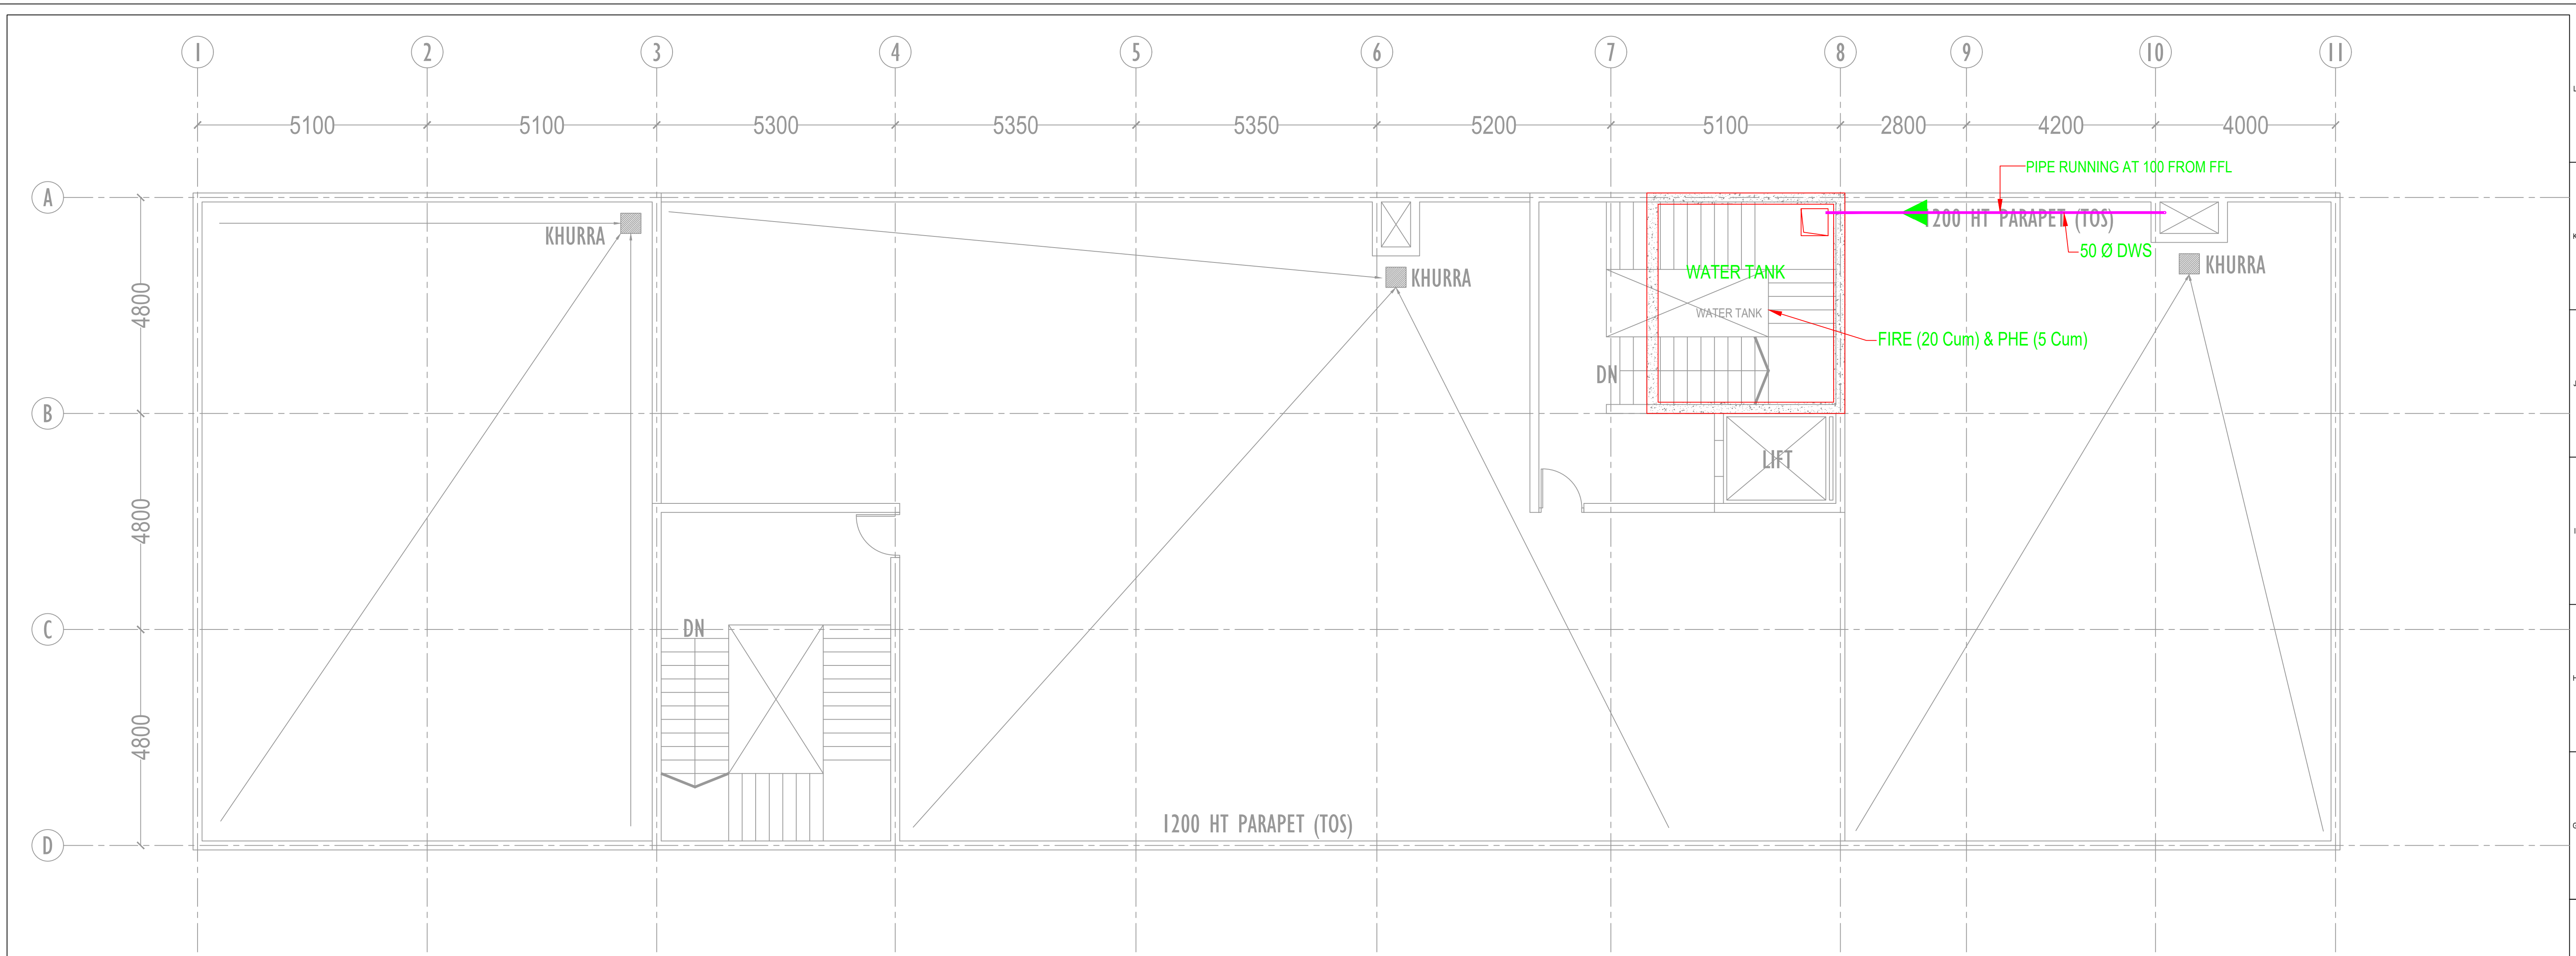 1 2 3 4 5 6 7 8 9 10 11
5100 5100 5300 5350 5350 5200 5100 2800 4200 4000
PIPE RUNNING AT 100 FROM FFL
A
200 HT PARAPET (TOS)
KHURRA
50 Ø DWS
KHURRA
KHURRA
WATER TANK
4800
WATER TANK
FIRE (20 Cum) & PHE (5 Cum)
DN
B
LIFT
4800
C
DN
4800
1200 HT PARAPET (TOS)
D
K
I